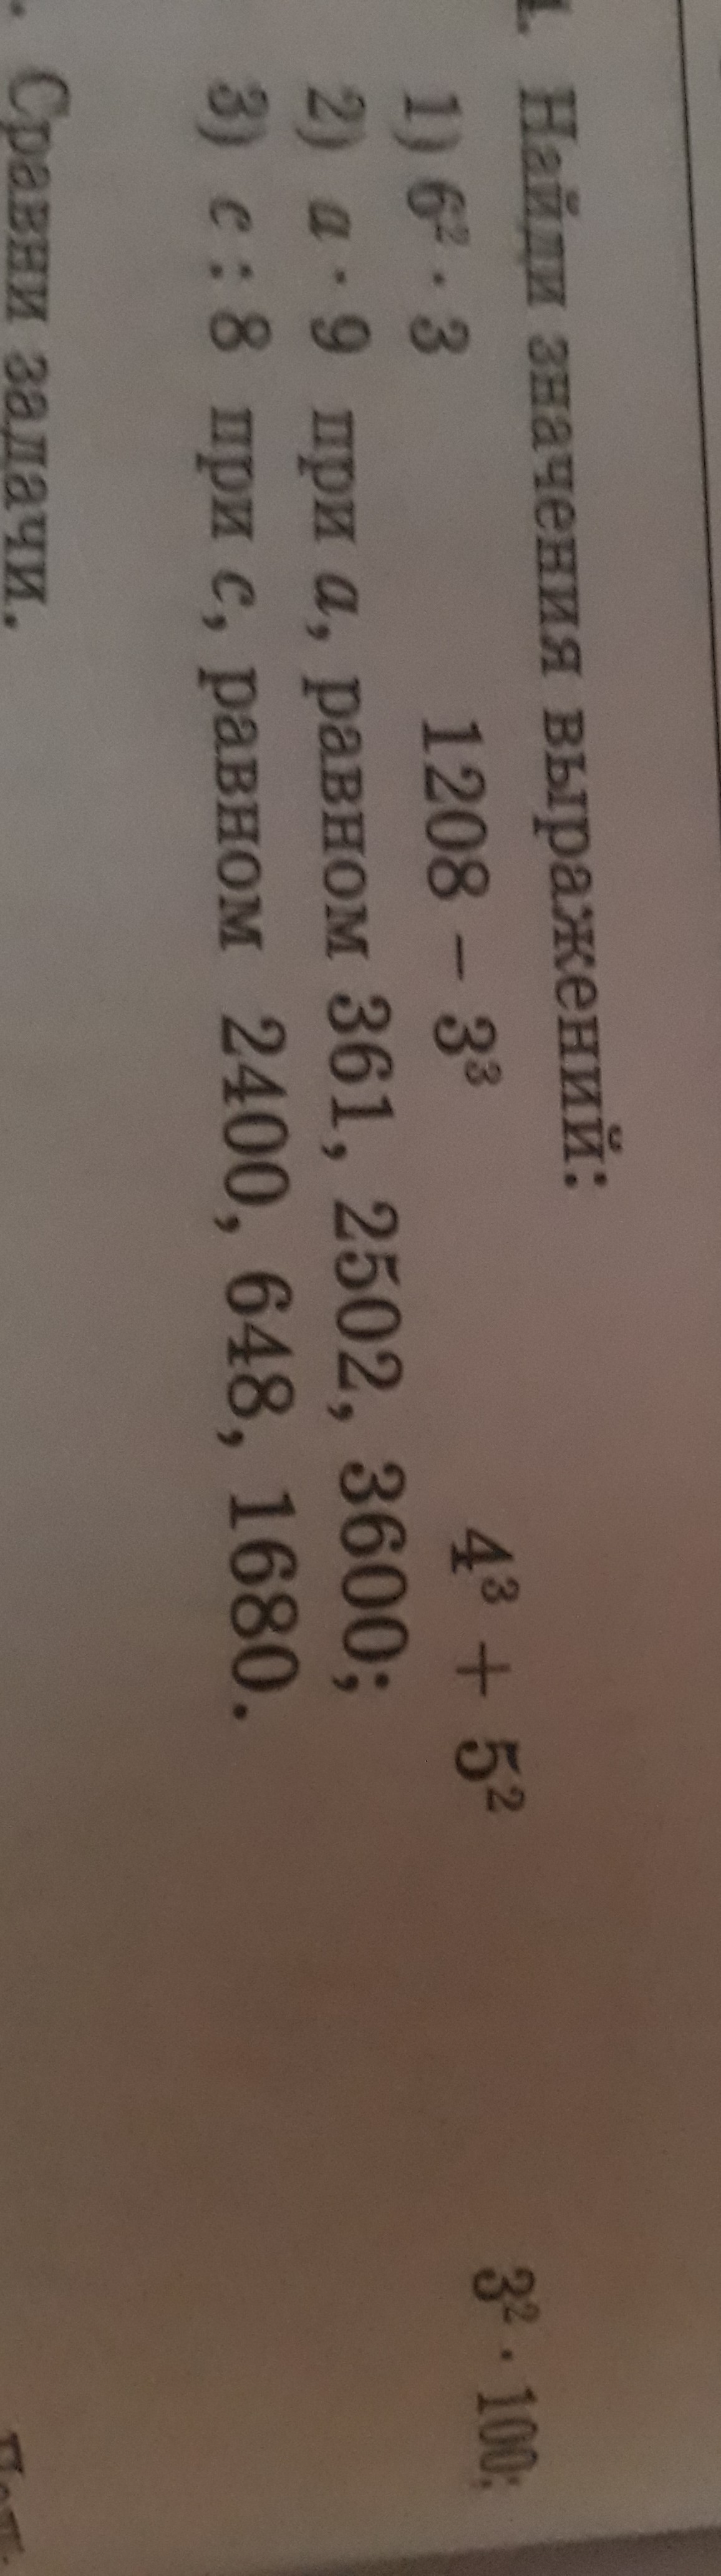 1. Найди значения выражений:
1) 6² · 3 1208 − 3³ 4³ + 5² 3² · 100;
2) a · 9 при a, равном 361, 2502, 3600;
3) c : 8 при c, равном 2400, 648, 1680.
Сравни задачи.